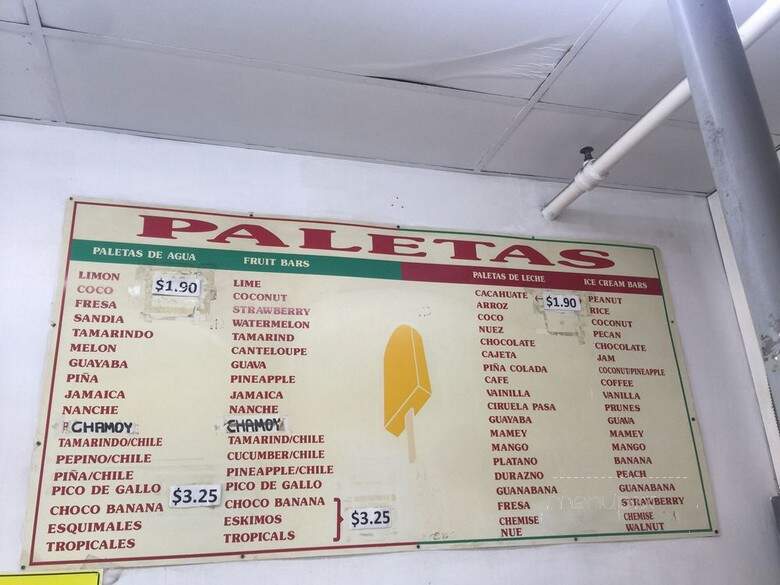 PALETAS
PALETAS DE AGUA
LIMON
COCO
$1.90
FRESA
SANDIA
TAMARINDO
MELON
GUAYABA
PIÑA
JAMAICA
NANCHE
CHAMOY
TAMARINDO/CHILE
PEPINO/CHILE
PIÑA/CHILE
PICO DE GALLO
CHOCO BANANA
$3.25
ESQUIMALES
TROPICALES
FRUIT BARS
LIME
COCONUT
STRAWBERRY
WATERMELON
TAMARIND
CANTELOUPE
GUAVA
PINEAPPLE
JAMAICA
NANCHE
CHAMOY
TAMARIND/CHILE
CUCUMBER/CHILE
PINEAPPLE/CHILE
PICO DE GALLO
CHOCO BANANA
ESKIMOS
$3.25
TROPICALS
PALETAS DE LECHE
CACAHUATE
$1.90
ARROZ
COCO
NUEZ
CHOCOLATE
CAJETA
PIÑA COLADA
CAFE
VAINILLA
CIRUELA PASA
GUAYABA
MAMEY
MANGO
PLATANO
DURAZNO
GUANABANA
FRESA
CHEMISE
NUE
ICE CREAM BARS
PEANUT
RICE
COCONUT
PECAN
CHOCOLATE
JAM
COCONUT/PINEAPPLE
COFFEE
VANILLA
PRUNES
GUAVA
MAMEY
MANGO
BANANA
PEACH
GUANABANA
STRAWBERRY
CHEMISE
WALNUT